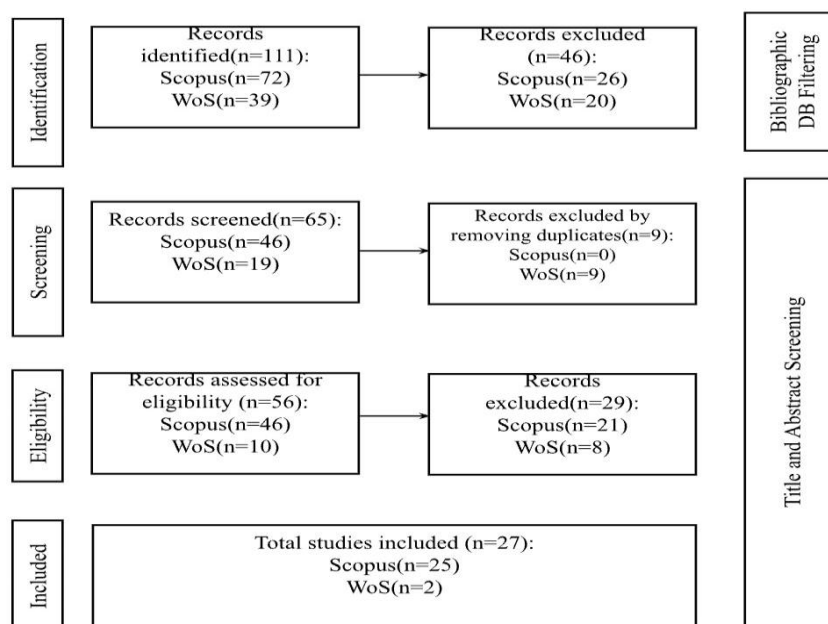 Identification
Records
identified(n=111):
Scopus(n=72)
WoS(n=39)
Records excluded
(n=46):
Scopus(n=26)
WoS(n=20)
Bibliographic
DB Filtering
Screening
Records screened(n=65):
Scopus(n=46)
WoS(n=19)
Records excluded by
removing duplicates(n=9):
Scopus(n=0)
WoS(n=9)
Title and Abstract Screening
Eligibility
Records assessed for
eligibility (n=56):
Scopus(n=46)
WoS(n=10)
Records
excluded(n=29):
Scopus(n=21)
WoS(n=8)
Included
Total studies included (n=27):
Scopus(n=25)
WoS(n=2)